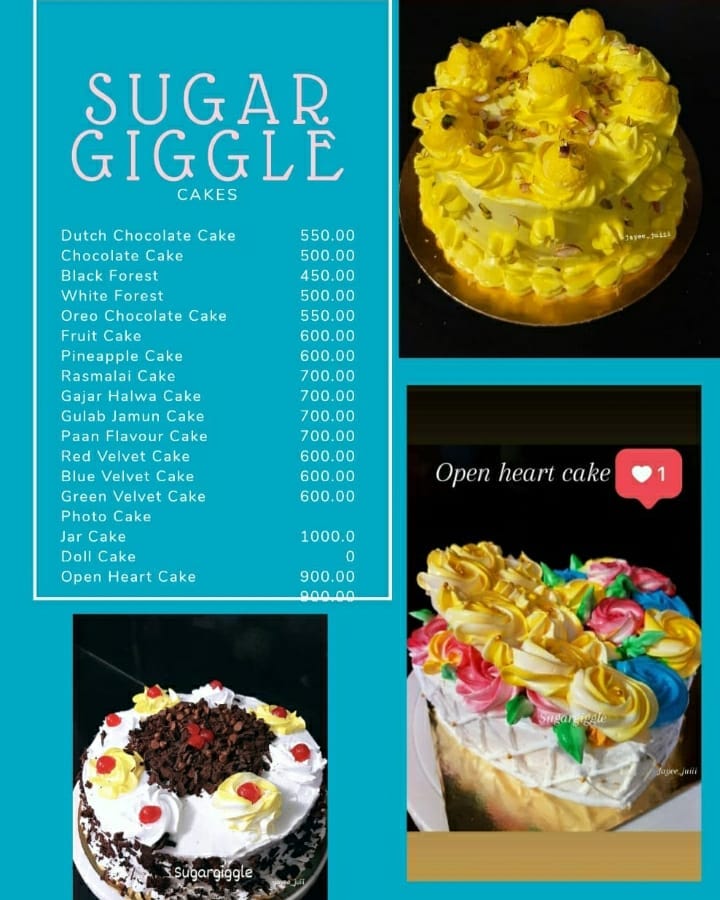 SUGAR
GIGGLE
CAKES
Dutch Chocolate Cake 550.00
Chocolate Cake 500.00
Black Forest 450.00
White Forest 500.00
Oreo Chocolate Cake 550.00
Fruit Cake 600.00
Pineapple Cake 600.00
Rasmalai Cake 700.00
Gajar Halwa Cake 700.00
Gulab Jamun Cake 700.00
Paan Flavour Cake 700.00
Red Velvet Cake 600.00
Blue Velvet Cake 600.00
Green Velvet Cake 600.00
Photo Cake
Jar Cake 1000.0
Doll Cake 0
Open Heart Cake 900.00
900.00
jayee_juiii
Open heart cake 1
Sugargiggle
jayee_juiii
Sugargiggle
jayee_juii